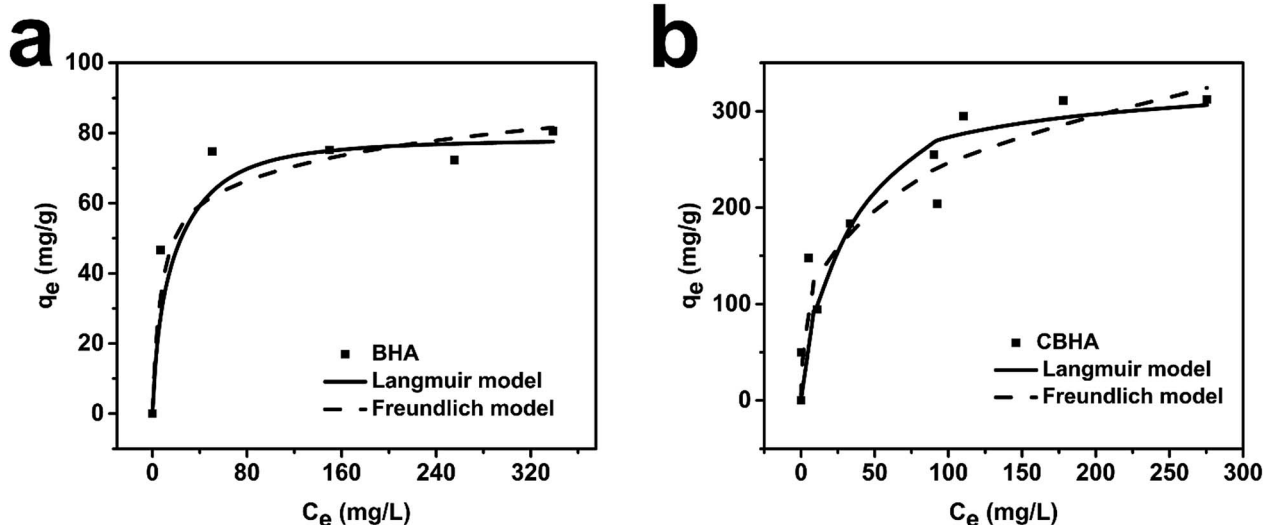 a
100
80
60
40
20
0
qe (mg/g)
BHA
Langmuir model
Freundlich model
0 80 160 240 320
Ce (mg/L)
b
300
200
100
0
qe (mg/g)
CBHA
Langmuir model
Freundlich model
0 50 100 150 200 250 300
Ce (mg/L)